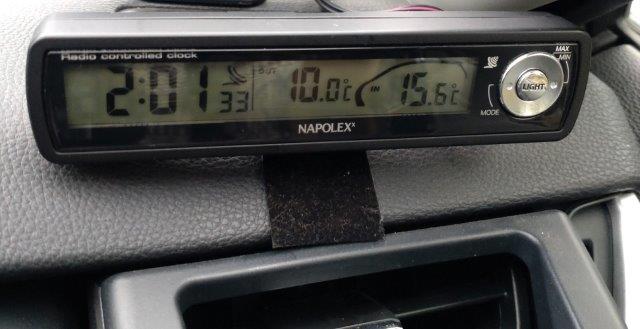 Radio controlled clock
2:01 33 OUT 10.0℃ IN 15.6℃
MAX
MIN
LIGHT
MODE
NAPOLEX